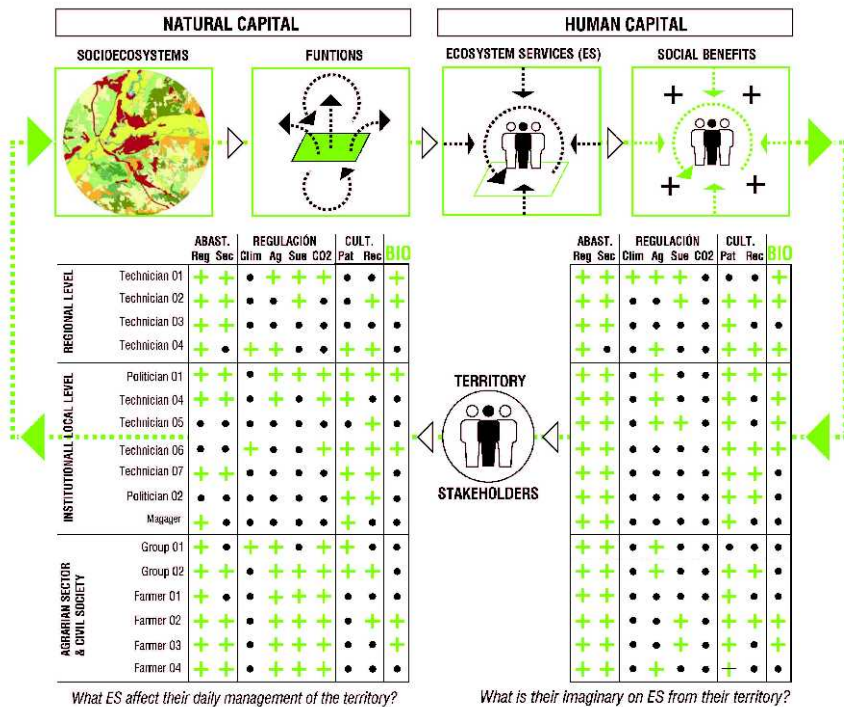 NATURAL CAPITAL
HUMAN CAPITAL
SOCIOECOSYSTEMS
FUNTIONS
ECOSYSTEM SERVICES (ES)
SOCIAL BENEFITS
ABAST. REGULACIÓN CULT. BIO
Reg Sec Clim Ag Sue CO2 Pat Rec
REGIONAL LEVEL
Technician 01
Technician 02
Technician 03
Technician 04
INSTITUTIONALL LOCAL LEVEL
Politician 01
Technician 04
Technician 05
Technician 06
Technician 07
Politician 02
Magager
AGRARIAN SECTOR
& CIVIL SOCIETY
Group 01
Group 02
Farmer 01
Farmer 02
Farmer 03
Farmer 04
What ES affect their daily management of the territory?
TERRITORY
STAKEHOLDERS
ABAST. REGULACIÓN CULT. BIO
Reg Sec Clim Ag Sue CO2 Pat Rec
What is their imaginary on ES from their territory?